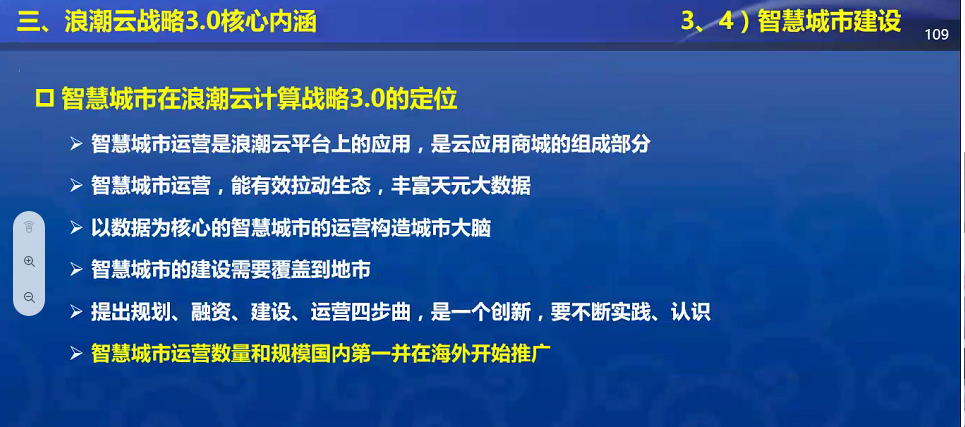 三、浪潮云战略3.0核心内涵
3、4）智慧城市建设
109
智慧城市在浪潮云计算战略3.0的定位
智慧城市运营是浪潮云平台上的应用，是云应用商城的组成部分
智慧城市运营，能有效拉动生态，丰富天元大数据
以数据为核心的智慧城市的运营构造城市大脑
智慧城市的建设需要覆盖到地市
提出规划、融资、建设、运营四步曲，是一个创新，要不断实践、认识
智慧城市运营数量和规模国内第一并在海外开始推广